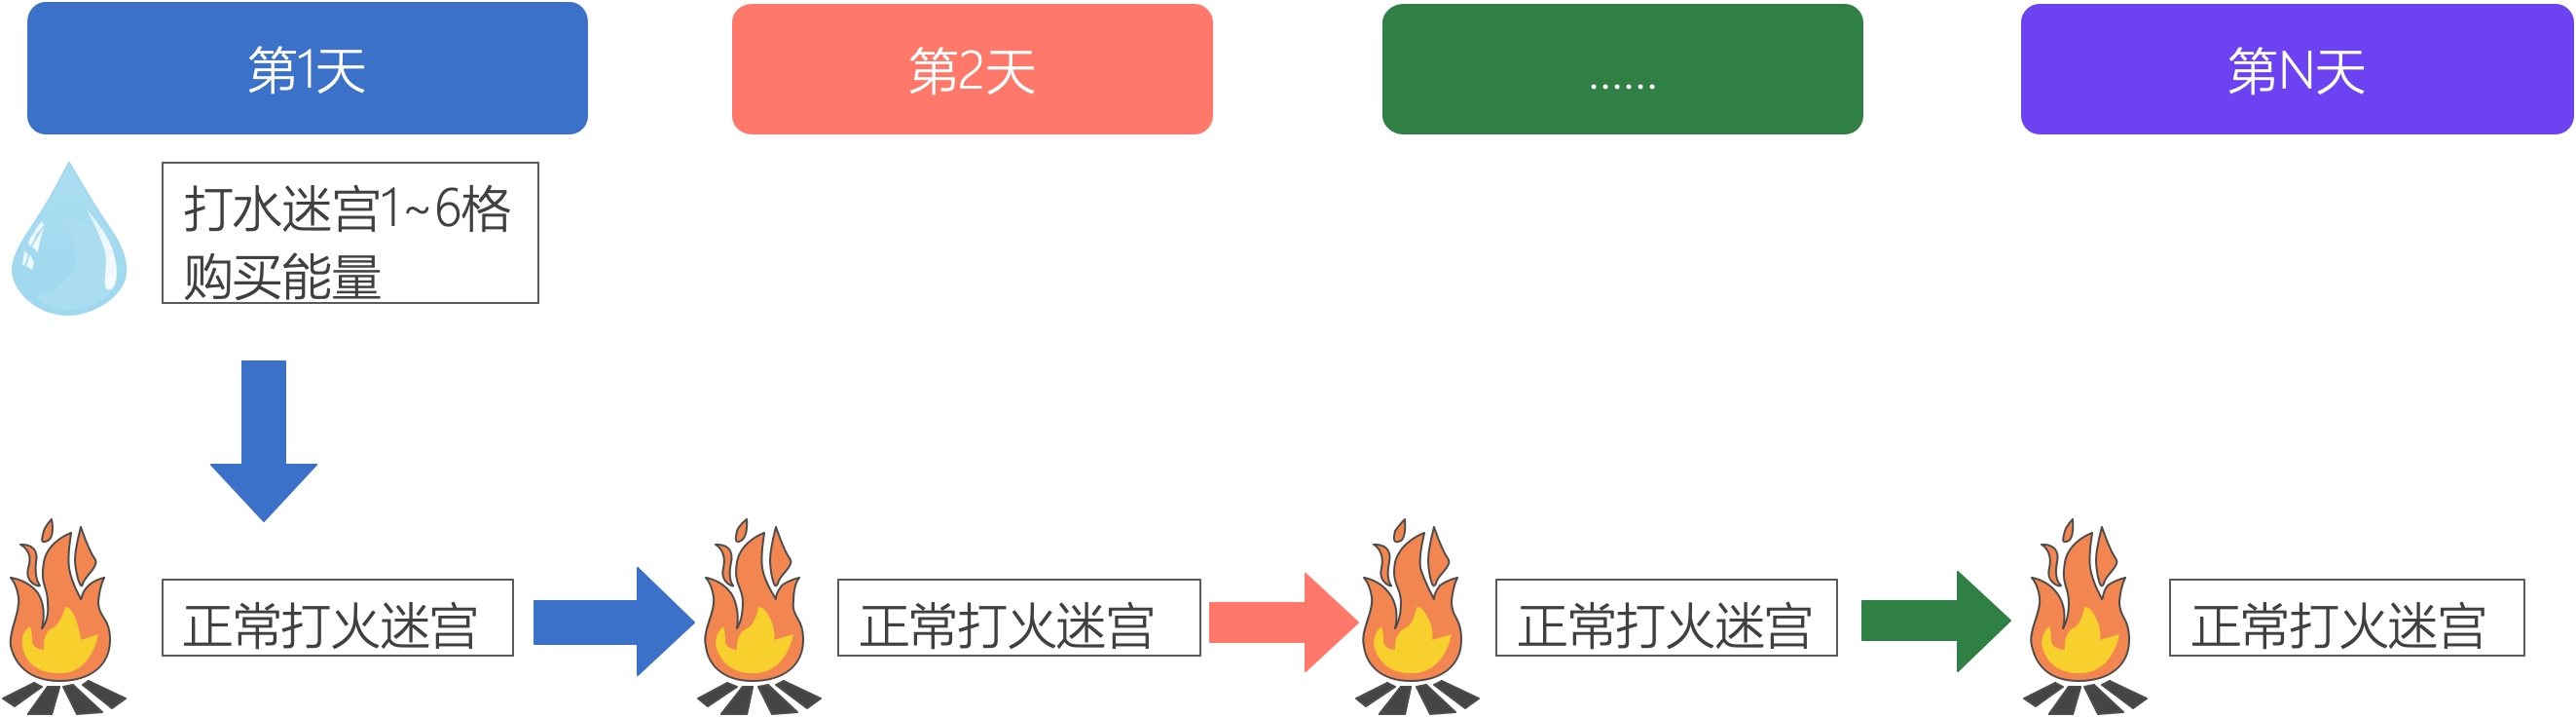 第1天
第2天
......
第N天
打水迷宫1~6格
购买能量
正常打火迷宫
正常打火迷宫
正常打火迷宫
正常打火迷宫